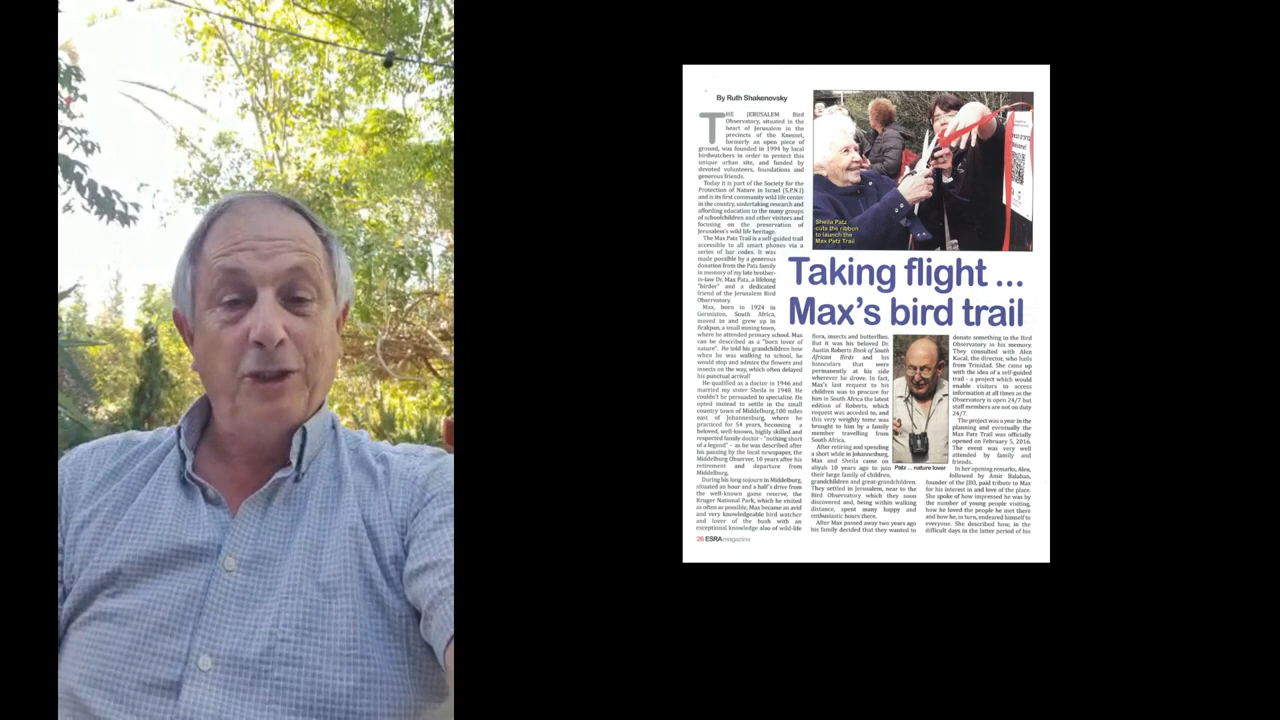 By Ruth Shakenovsky
THE JERUSALEM Bird
Observatory, situated in the
heart of Jerusalem in the
precincts of the Knesset,
formerly an open piece of
ground, was founded in 1994 by local
birdwatchers in order to protect this
unique urban site, and funded by
devoted volunteers, foundations and
generous friends.
Today it is part of the Society for the
Protection of Nature in Israel (S.P.N.I)
and is its first community wild life center
in the country, undertaking research and
affording education to the many groups
of schoolchildren and other visitors and
focusing on the preservation of
Jerusalem's wild life heritage.
The Max Patz Trail is a self-guided trail
accessible to all smart phones via a
series of bar codes. It was
made possible by a generous
donation from the Patz family
in memory of my late brother-
in-law Dr. Max Patz, a lifelong
"birder" and a dedicated
friend of the Jerusalem Bird
Observatory.
Max, born in 1924 in
Germiston, South Africa,
moved to and grew up in
Brakpan, a small mining town,
where he attended primary school. Max
can be described as a "born lover of
nature". He told his grandchildren how
when he was walking to school, he
would stop and admire the flowers and
insects on the way, which often delayed
his punctual arrival!
He qualified as a doctor in 1946 and
married my sister Sheila in 1948. He
couldn't be persuaded to specialize. He
opted instead to settle in the small
country town of Middelburg,100 miles
east of Johannesburg, where he
practiced for 54 years, becoming a
beloved, well-known, highly skilled and
respected family doctor - "nothing short
of a legend" - as he was described after
his passing by the local newspaper, the
Middelburg Observer, 10 years after his
retirement and departure from
Middelburg.
During his long sojourn in Middelburg,
situated an hour and a half's drive from
the well-known game reserve, the
Kruger National Park, which he visited
as often as possible, Max became an avid
and very knowledgeable bird watcher
and lover of the bush with an
exceptional knowledge also of wild-life
Sheila Patz
cuts the ribbon
to launch the
Max Patz Trail
Taking flight ...
Max's bird trail
flora, insects and butterflies.
But it was his beloved Dr.
Austin Roberts Book of South
African Birds and his
binoculars that were
permanently at his side
wherever he drove. In fact,
Max's last request to his
children was to procure for
him in South Africa the latest
edition of Roberts, which
request was acceded to, and
this very weighty tome was
brought to him by a family
member travelling from
South Africa.
After retiring and spending
a short while in Johannesburg,
Max and Sheila came on
aliyah 10 years ago to join
their large family of children,
grandchildren and great-grandchildren.
They settled in Jerusalem, near to the
Bird Observatory which they soon
discovered and, being within walking
distance, spent many happy and
enthusiastic hours there.
After Max passed away two years ago
his family decided that they wanted to
Patz ... nature lover
donate something to the Bird
Observatory in his memory.
They consulted with Alen
Kacal, the director, who hails
from Trinidad. She came up
with the idea of a self-guided
trail - a project which would
enable visitors to access
information at all times as the
Observatory is open 24/7 but
staff members are not on duty
24/7.
The project was a year in the
planning and eventually the
Max Patz Trail was officially
opened on February 5, 2016.
The event was very well
attended by family and
friends.
In her opening remarks, Alen,
followed by Amir Balaban,
founder of the JBO, paid tribute to Max
for his interest in and love of the place.
She spoke of how impressed he was by
the number of young people visiting,
how he loved the people he met there
and how he, in turn, endeared himself to
everyone. She described how, in the
difficult days in the latter period of his
26 ESRAmagazine